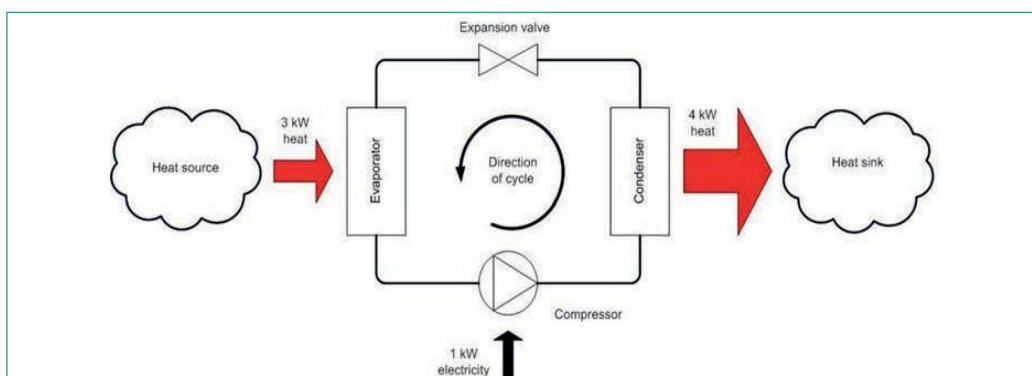 Expansion valve
3 kW
heat
4 kW
heat
Heat source
Evaporator
Direction
of cycle
Condenser
Heat sink
Compressor
1 kW
electricity